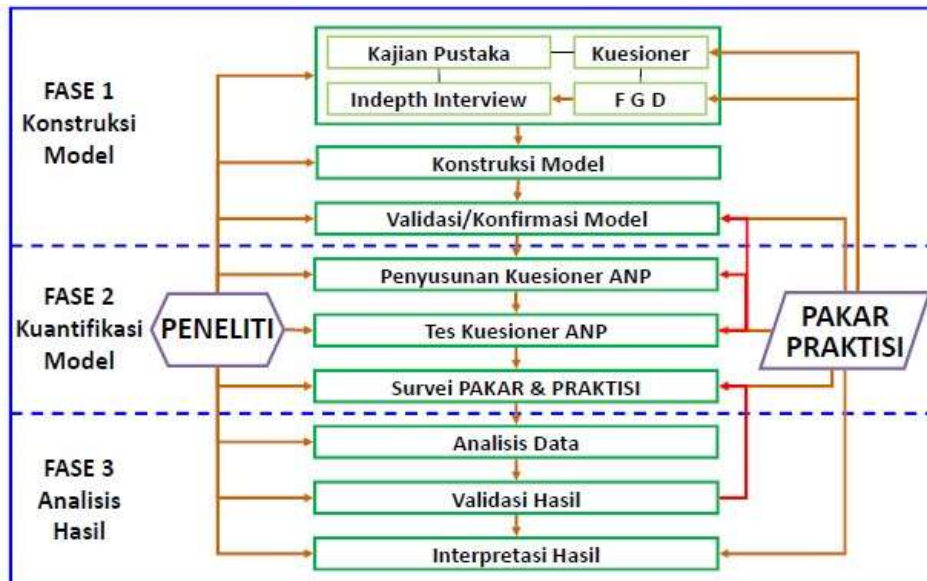 FASE 1
Konstruksi
Model
Kajian Pustaka
Kuesioner
Indepth Interview
F G D
Konstruksi Model
Validasi/Konfirmasi Model
FASE 2
Kuantifikasi
Model
PENELITI
Penyusunan Kuesioner ANP
Tes Kuesioner ANP
Survei PAKAR & PRAKTISI
PAKAR
PRAKTISI
FASE 3
Analisis
Hasil
Analisis Data
Validasi Hasil
Interpretasi Hasil